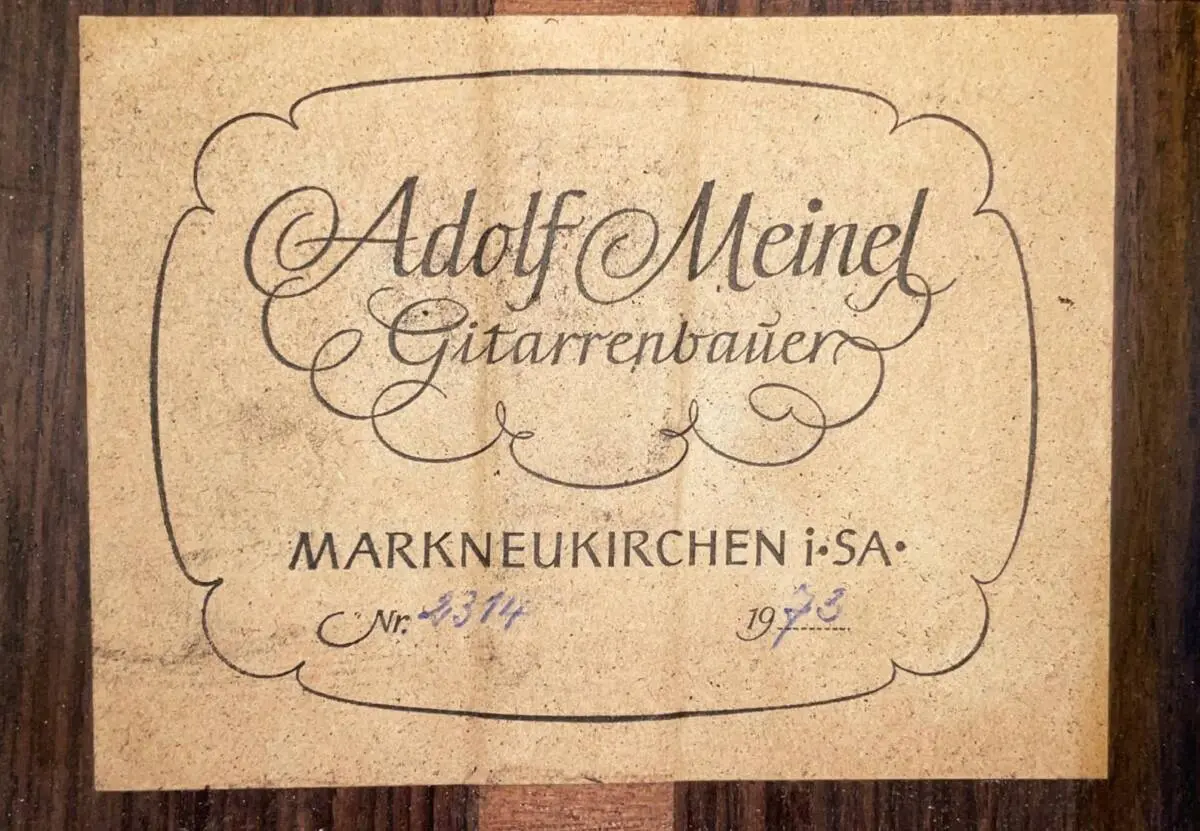 Adolf Meinel
Gitarrenbauer
MARKNEUKIRCHEN i·SA·
Nr. 2314 1973